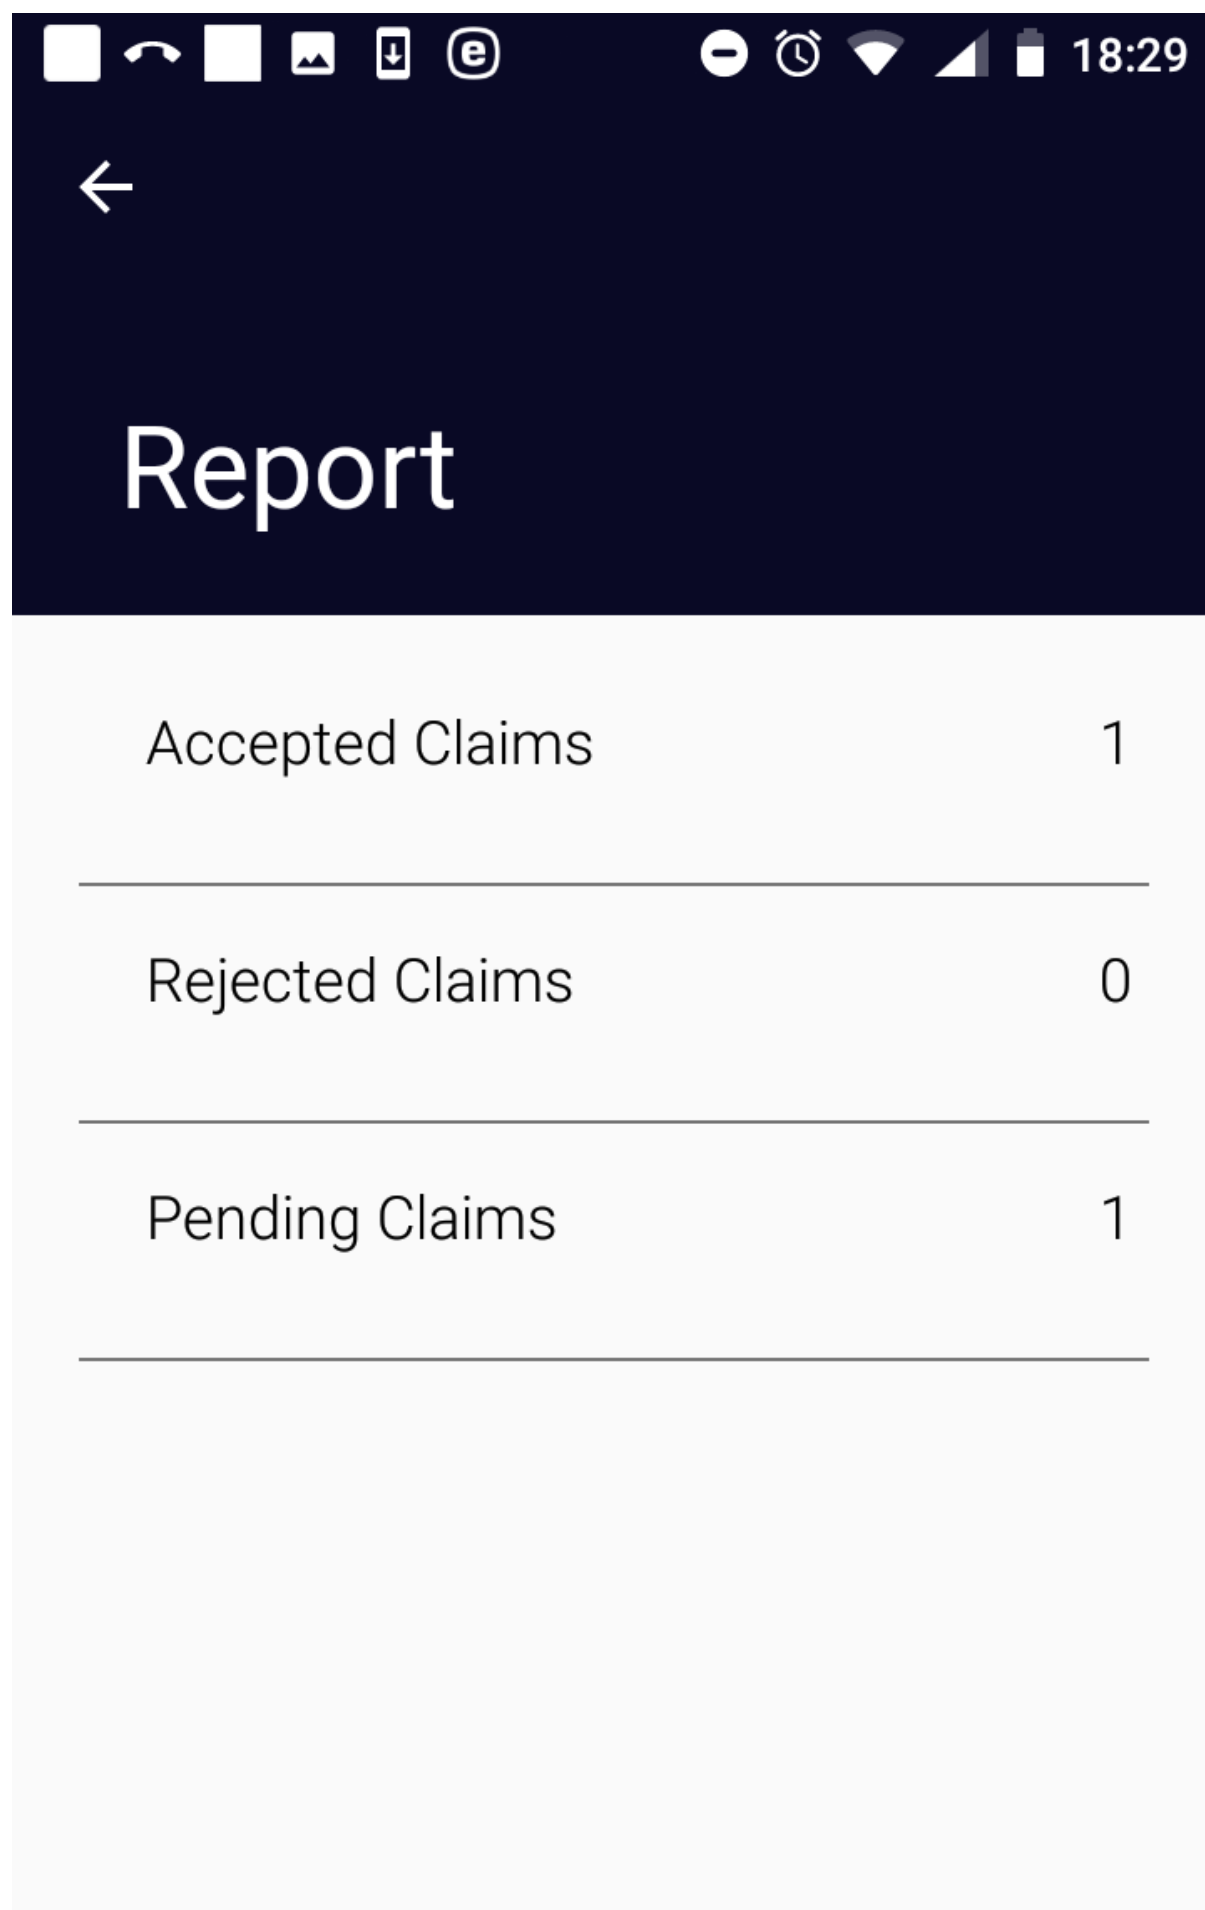 18:29
Report
Accepted Claims 1
Rejected Claims 0
Pending Claims 1